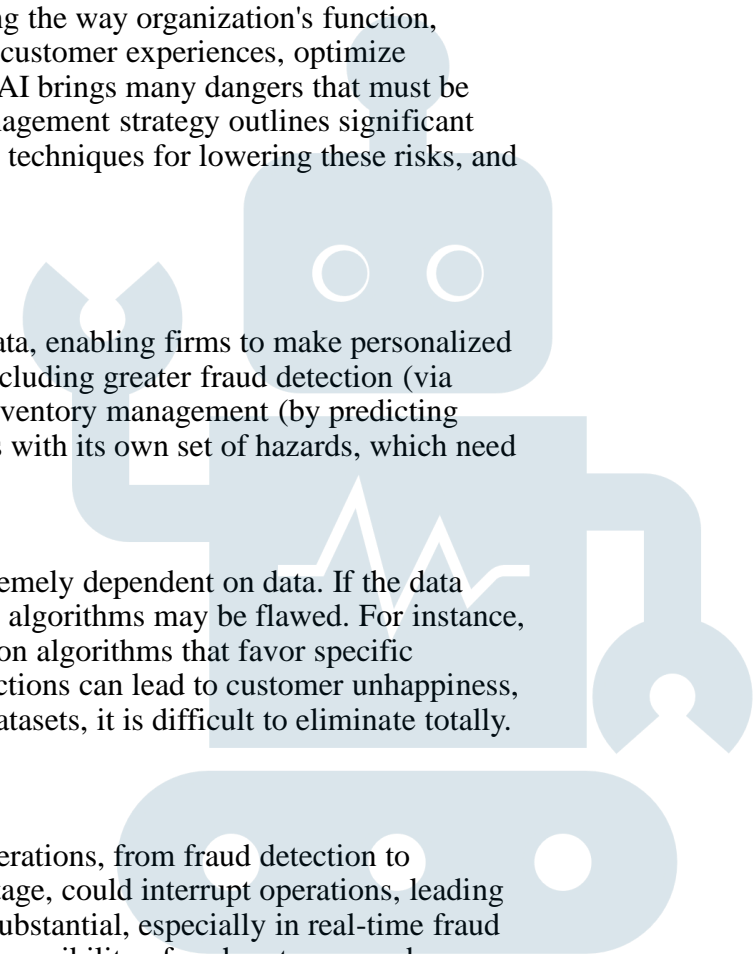 ng the way organization's function,
customer experiences, optimize
AI brings many dangers that must be
nagement strategy outlines significant
techniques for lowering these risks, and
ata, enabling firms to make personalized
cluding greater fraud detection (via
ventory management (by predicting
s with its own set of hazards, which need
emely dependent on data. If the data
algorithms may be flawed. For instance,
on algorithms that favor specific
ctions can lead to customer unhappiness,
atasets, it is difficult to eliminate totally.
erations, from fraud detection to
tage, could interrupt operations, leading
ubstantial, especially in real-time fraud